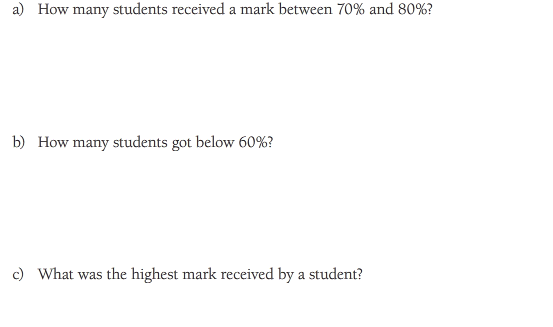 a) How many students received a mark between 70% and 80%?
b) How many students got below 60%?
c) What was the highest mark received by a student?